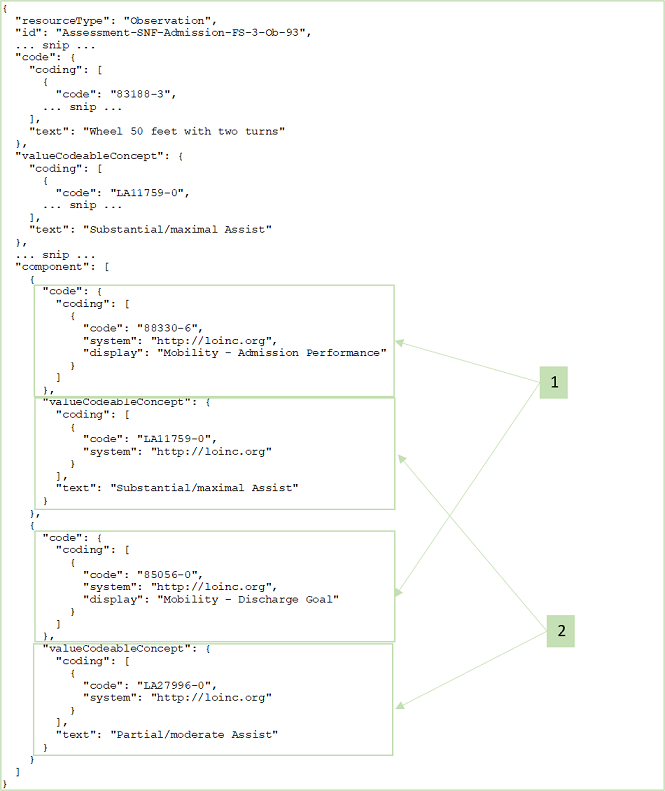 {
"resourceType": "Observation",
"id": "Assessment-SNF-Admission-FS-3-Ob-93",
... snip ...
"code": {
"coding": [
{
"code": "83188-3",
... snip ...
],
"text": "Wheel 50 feet with two turns"
},
"valueCodeableConcept": {
"coding": [
{
"code": "LA11759-0",
... snip ...
],
"text": "Substantial/maximal Assist"
},
... snip ...
"component": [
{
"code": {
"coding": [
{
"code": "88330-6",
"system": "http://loinc.org",
"display": "Mobility - Admission Performance"
}
]
},
"valueCodeableConcept": {
"coding": [
{
"code": "LA11759-0",
"system": "http://loinc.org"
}
],
"text": "Substantial/maximal Assist"
}
},
{
"code": {
"coding": [
{
"code": "85056-0",
"system": "http://loinc.org",
"display": "Mobility - Discharge Goal"
}
]
},
"valueCodeableConcept": {
"coding": [
{
"code": "LA27996-0",
"system": "http://loinc.org"
}
],
"text": "Partial/moderate Assist"
}
}
]
}
1
2